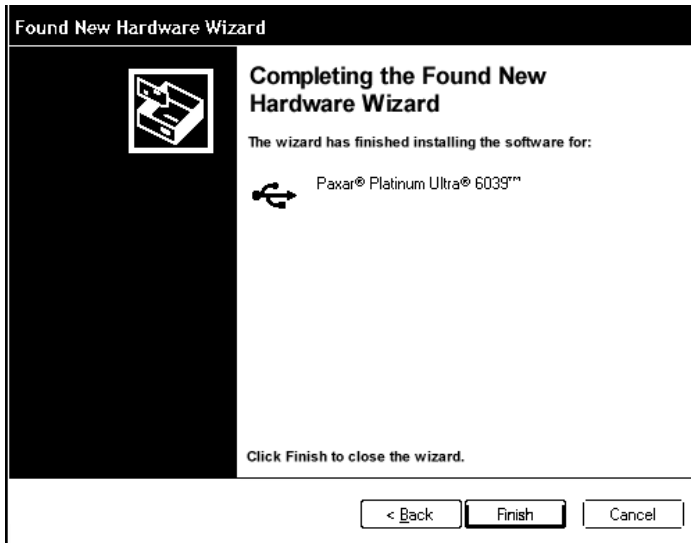 Found New Hardware Wizard
Completing the Found New
Hardware Wizard
The wizard has finished installing the software for:
Paxar® Platinum Ultra® 6039™
Click Finish to close the wizard.
< Back
Finish
Cancel